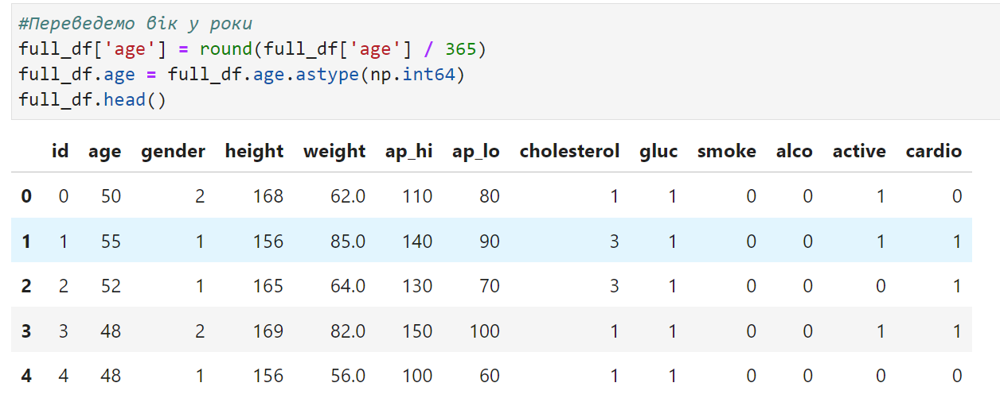 #Переведемо вік у роки
full_df['age'] = round(full_df['age'] / 365)
full_df.age = full_df.age.astype(np.int64)
full_df.head()
id age gender height weight ap_hi ap_lo cholesterol gluc smoke alco active cardio
0 0 50 2 168 62.0 110 80 1 1 0 0 1 0
1 1 55 1 156 85.0 140 90 3 1 0 0 1 1
2 2 52 1 165 64.0 130 70 3 1 0 0 0 1
3 3 48 2 169 82.0 150 100 1 1 0 0 1 1
4 4 48 1 156 56.0 100 60 1 1 0 0 0 0